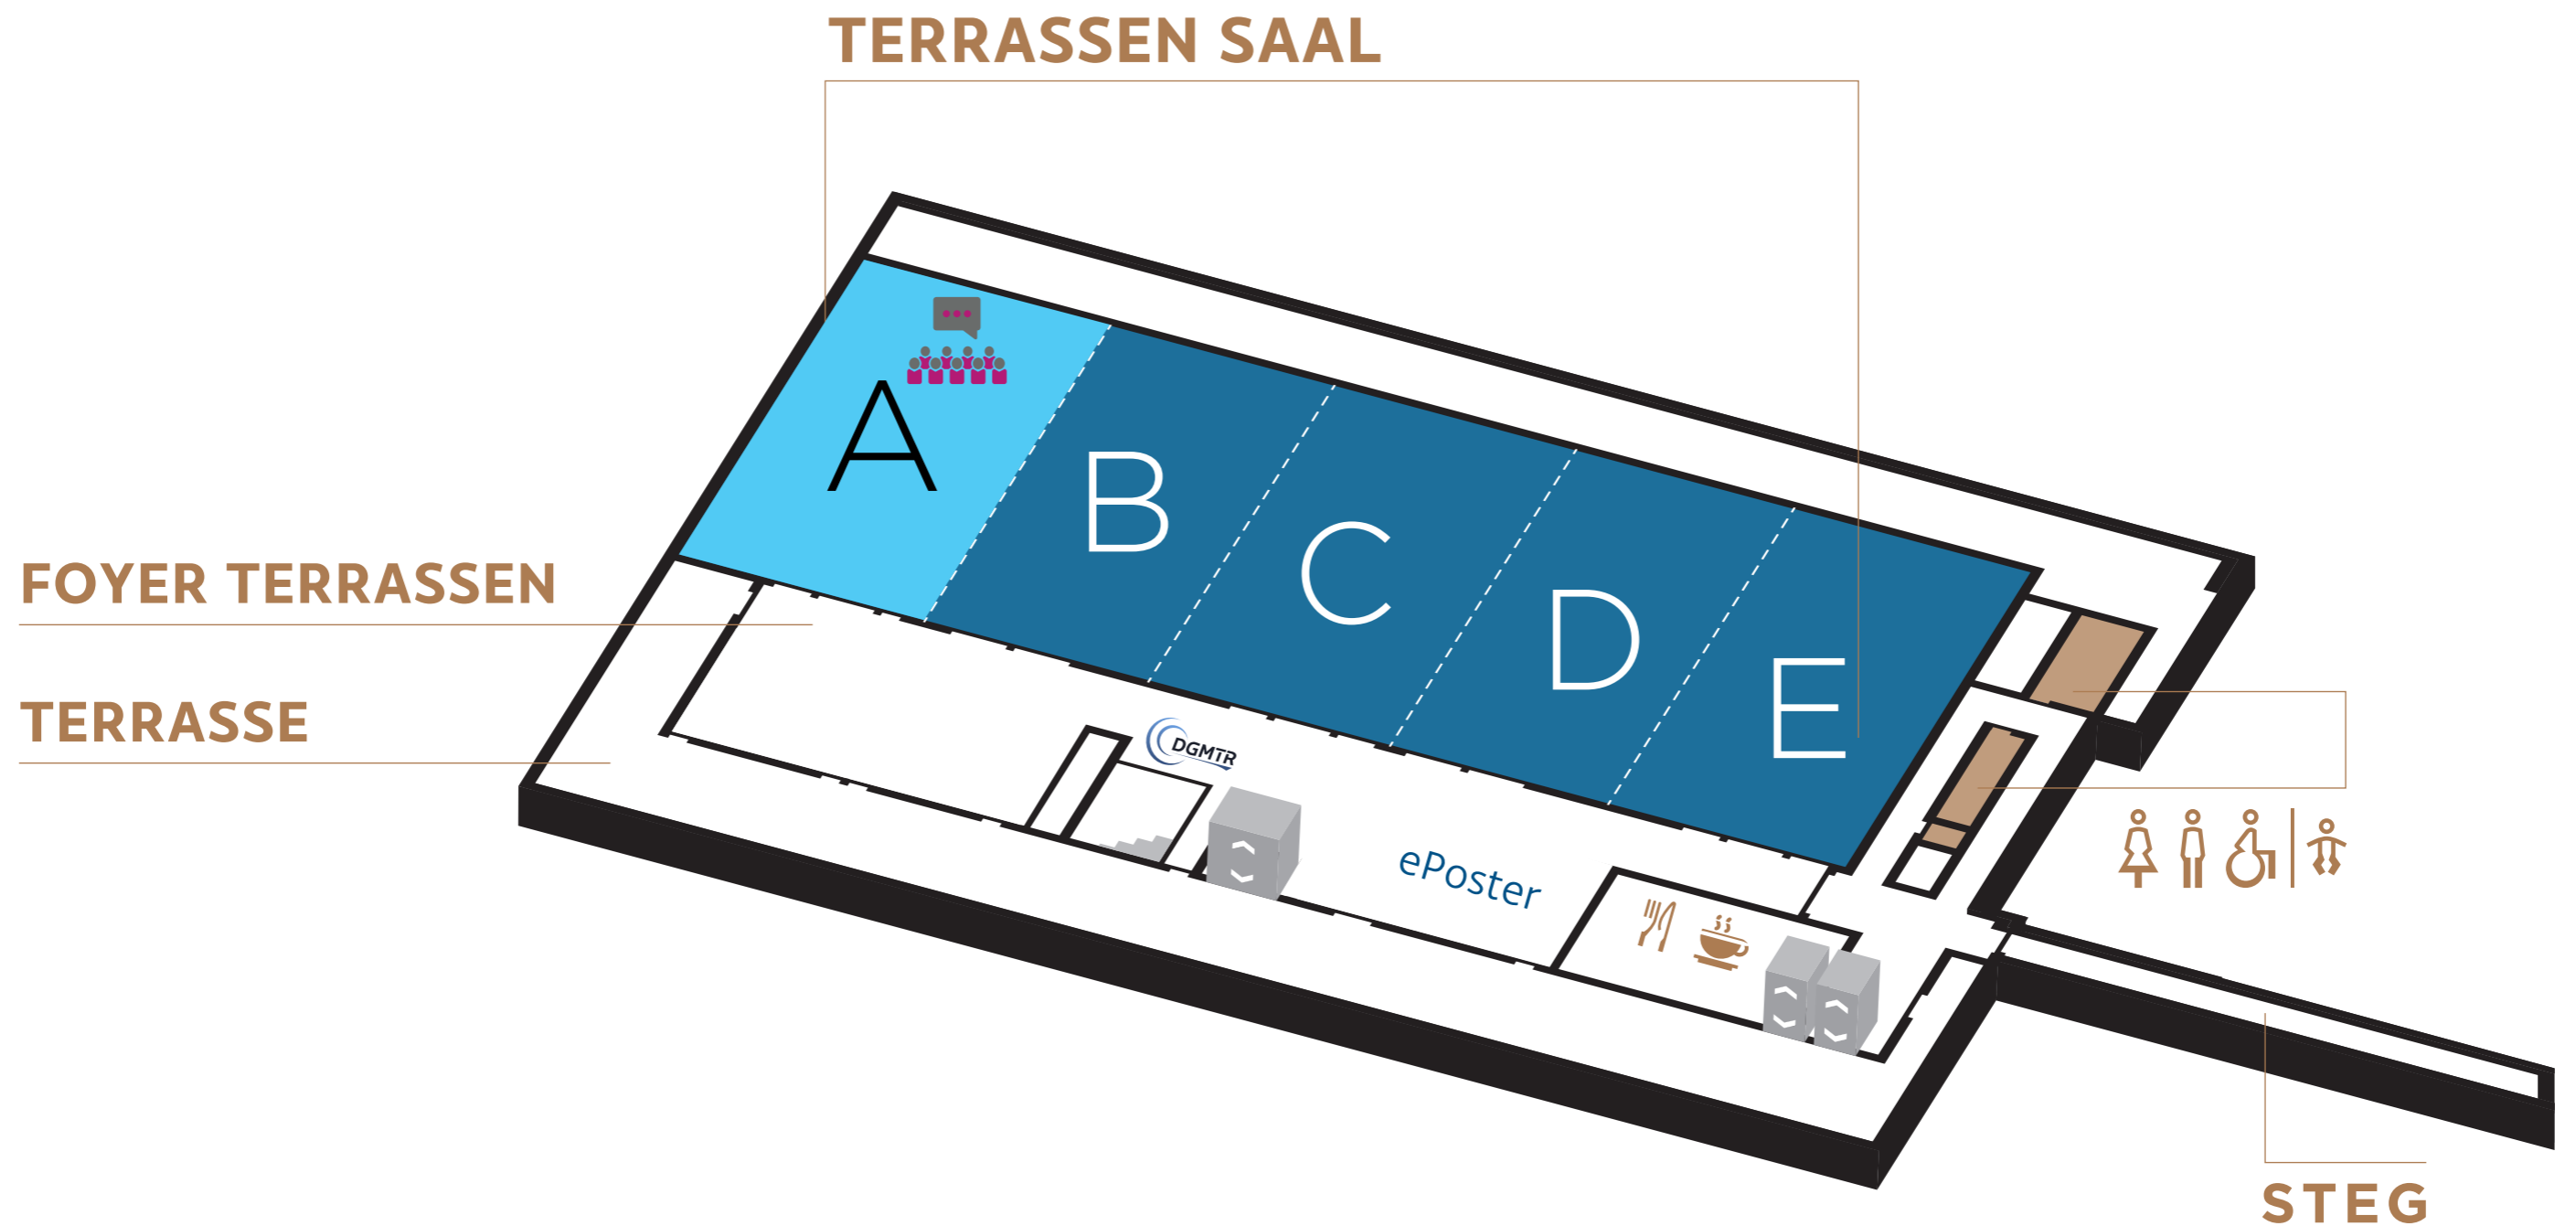 TERRASSEN SAAL
A
B
C
D
E
FOYER TERRASSEN
TERRASSE
DGMTR
ePoster
STEG